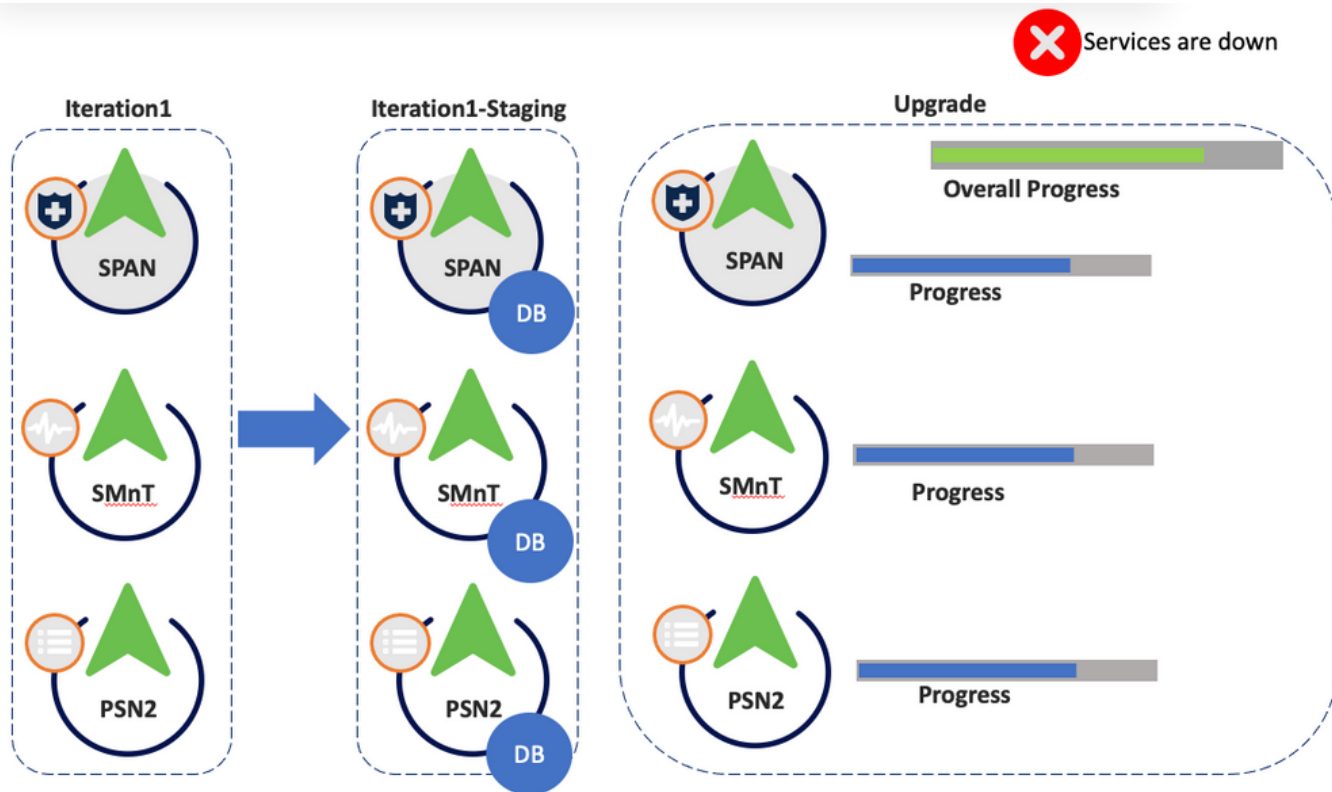 Services are down
Iteration1
Iteration1-Staging
Upgrade
SPAN
SPAN
DB
SPAN
Overall Progress
Progress
SMnT
SMnT
DB
SMnT
Progress
PSN2
PSN2
DB
PSN2
Progress